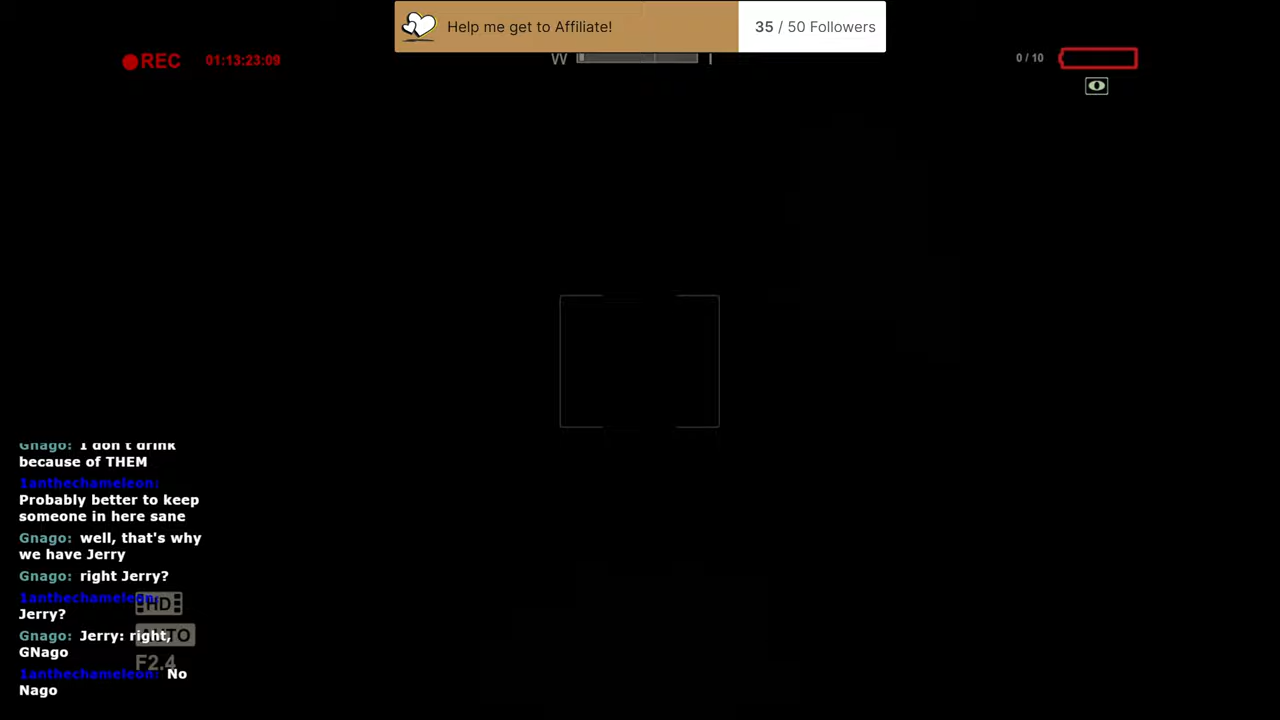 Help me get to Affiliate!
35 / 50 Followers
REC
01:13:23:09
W
T
0 / 10
Gnago: I don't drink
because of THEM
1anthechameleon:
Probably better to keep
someone in here sane
Gnago: well, that's why
we have Jerry
Gnago: right Jerry?
1anthechameleon:
Jerry?
Gnago: Jerry: right,
GNago
1anthechameleon: No
Nago
HD
AUTO
F2.4